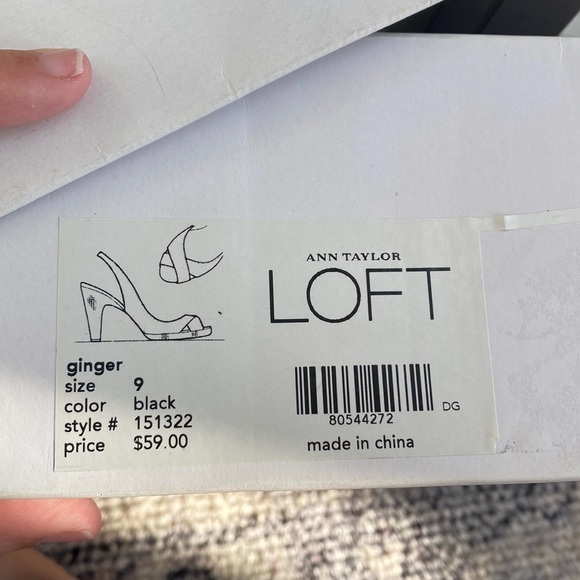 ANN TAYLOR
LOFT
ginger
size 9
color black
style # 151322
price $59.00
80544272
DG
made in china